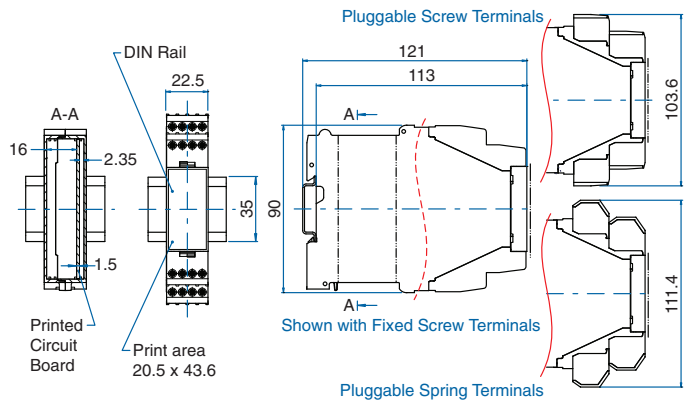 Pluggable Screw Terminals
DIN Rail
121
22.5
113
A-A
A
16
2.35
103.6
35
90
1.5
A
Shown with Fixed Screw Terminals
111.4
Printed
Circuit
Board
Print area
20.5 x 43.6
Pluggable Spring Terminals